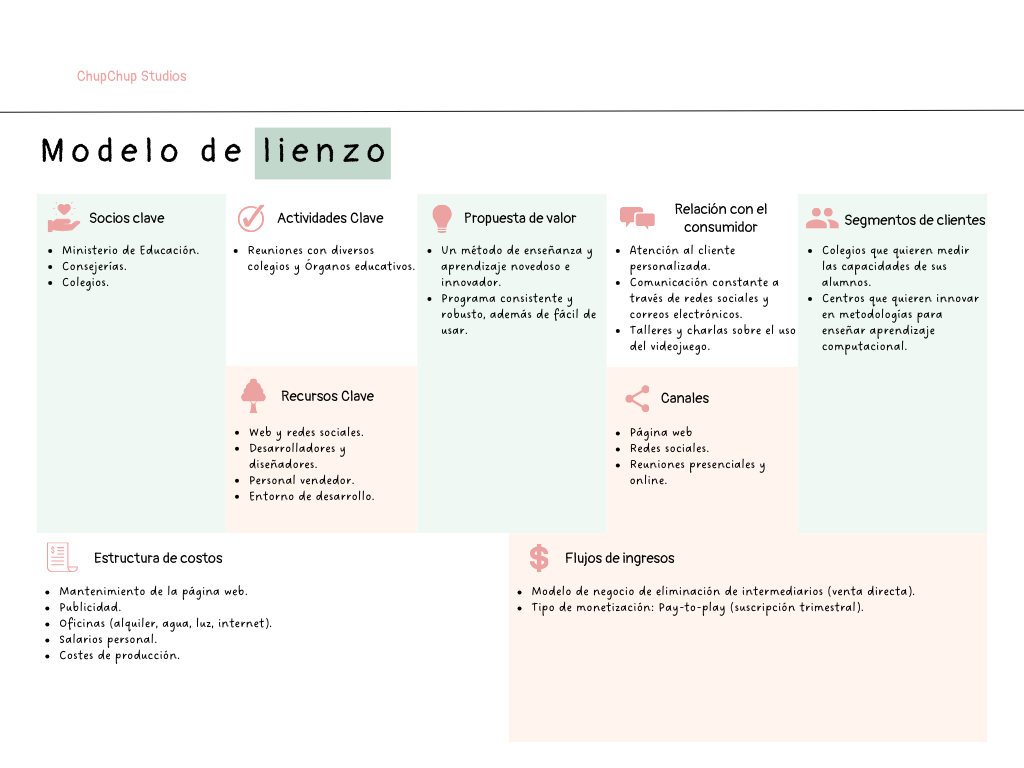 ChupChup Studios
Modelo de lienzo
Socios clave
Ministerio de Educación.
Consejerías.
Colegios.
Actividades Clave
Reuniones con diversos
colegios y Órganos educativos.
Recursos Clave
Web y redes sociales.
Desarrolladores y
diseñadores.
Personal vendedor.
Entorno de desarrollo.
Propuesta de valor
Un método de enseñanza y
aprendizaje novedoso e
innovador.
Programa consistente y
robusto, además de fácil de
usar.
Relación con el
consumidor
Atención al cliente
personalizada.
Comunicación constante a
través de redes sociales y
correos electrónicos.
Talleres y charlas sobre el uso
del videojuego.
Canales
Página web
Redes sociales.
Reuniones presenciales y
online.
Segmentos de clientes
Colegios que quieren medir
las capacidades de sus
alumnos.
Centros que quieren innovar
en metodologías para
enseñar aprendizaje
computacional.
Estructura de costos
Mantenimiento de la página web.
Publicidad.
Oficinas (alquiler, agua, luz, internet).
Salarios personal.
Costes de producción.
Flujos de ingresos
Modelo de negocio de eliminación de intermediarios (venta directa).
Tipo de monetización: Pay-to-play (suscripción trimestral).